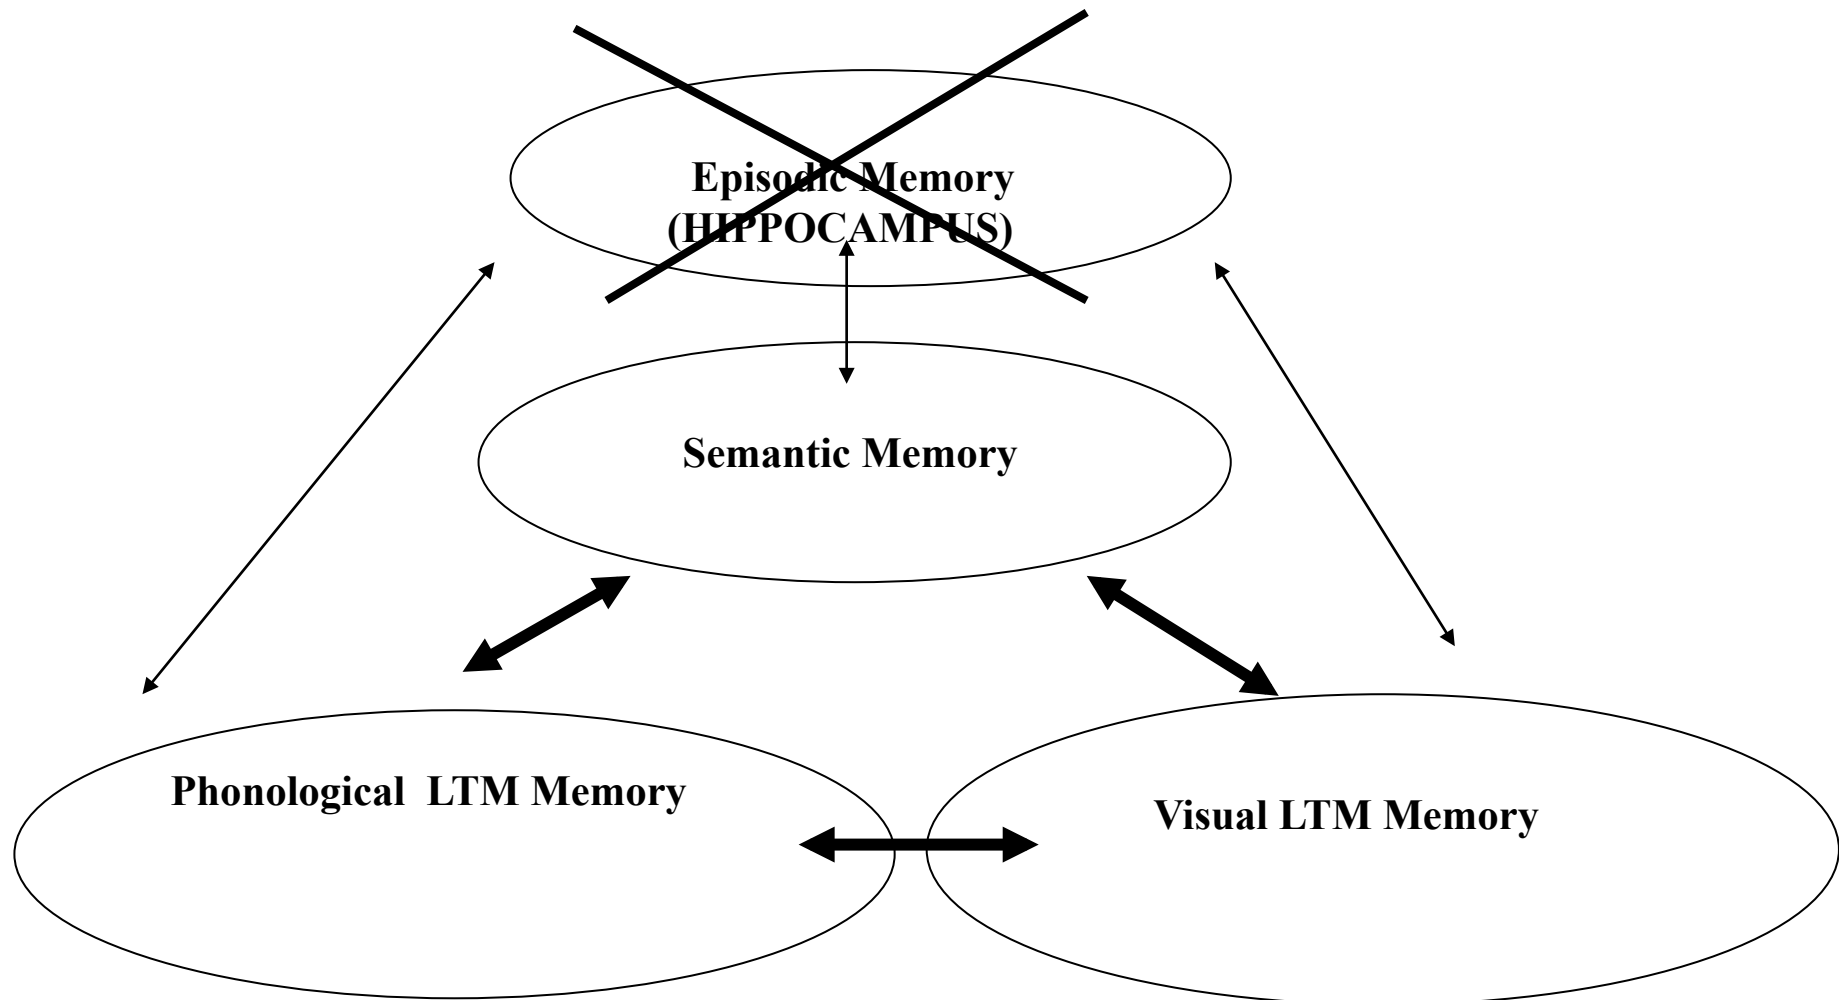 Episodic Memory
(HIPPOCAMPUS)
Semantic Memory
Phonological  LTM Memory
Visual LTM Memory